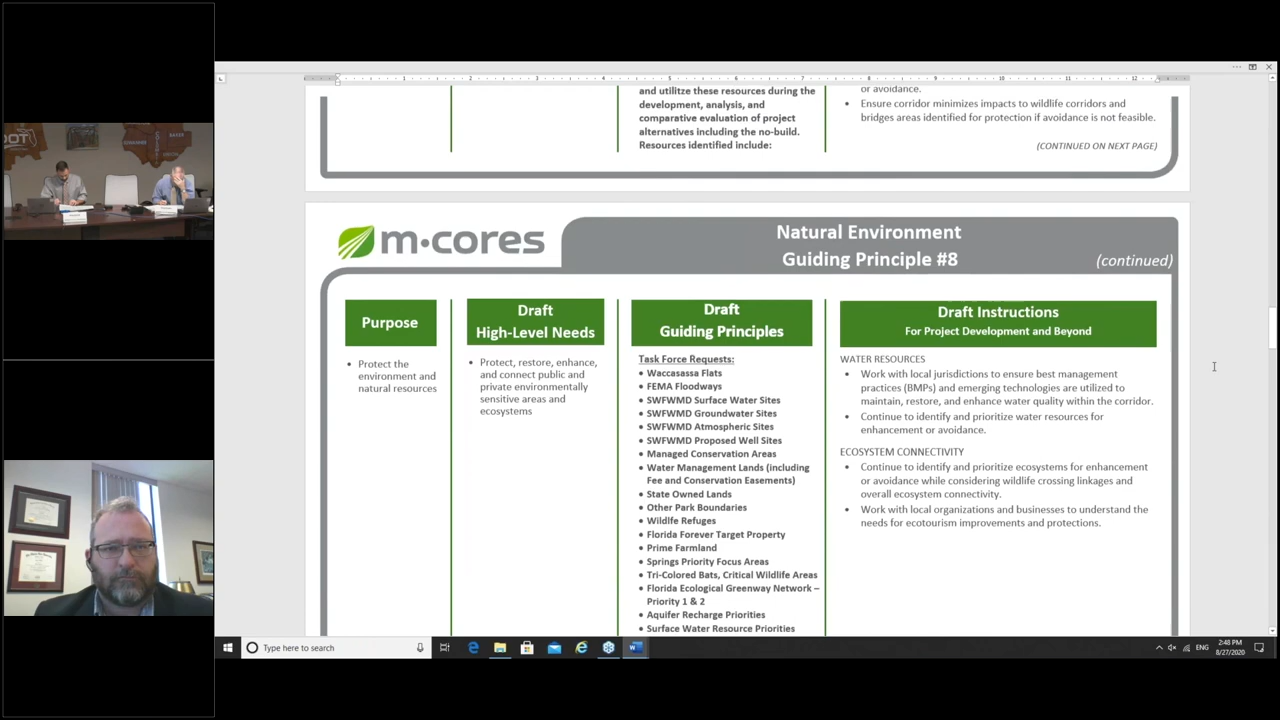 and utilitze these resources during the
development, analysis, and
comparative evaluation of project
alternatives including the no-build.
Resources identified include:
or avoidance.
• Ensure corridor minimizes impacts to wildlife corridors and
bridges areas identified for protection if avoidance is not feasible.
(CONTINUED ON NEXT PAGE)
m·cores
Natural Environment
Guiding Principle #8
(continued)
Purpose
• Protect the
environment and
natural resources
Draft
High-Level Needs
• Protect, restore, enhance,
and connect public and
private environmentally
sensitive areas and
ecosystems
Draft
Guiding Principles
Task Force Requests:
• Waccasassa Flats
• FEMA Floodways
• SWFWMD Surface Water Sites
• SWFWMD Groundwater Sites
• SWFWMD Atmospheric Sites
• SWFWMD Proposed Well Sites
• Managed Conservation Areas
• Water Management Lands (including
Fee and Conservation Easements)
• State Owned Lands
• Other Park Boundaries
• Wildlife Refuges
• Florida Forever Target Property
• Prime Farmland
• Springs Priority Focus Areas
• Tri-Colored Bats, Critical Wildlife Areas
• Florida Ecological Greenway Network –
Priority 1 & 2
• Aquifer Recharge Priorities
• Surface Water Resource Priorities
Draft Instructions
For Project Development and Beyond
WATER RESOURCES
• Work with local jurisdictions to ensure best management
practices (BMPs) and emerging technologies are utilized to
maintain, restore, and enhance water quality within the corridor.
• Continue to identify and prioritize water resources for
enhancement or avoidance.
ECOSYSTEM CONNECTIVITY
• Continue to identify and prioritize ecosystems for enhancement
or avoidance while considering wildlife crossing linkages and
overall ecosystem connectivity.
• Work with local organizations and businesses to understand the
needs for ecotourism improvements and protections.
Type here to search
ENG
2:48 PM
8/27/2020